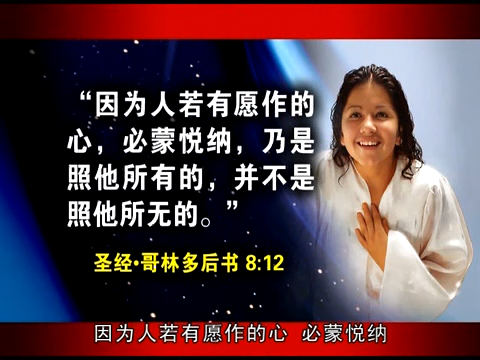 “因为人若有愿作的
心，必蒙悦纳，乃是
照他所有的，并不是
照他所无的。”
圣经·哥林多后书 8:12
因为人若有愿作的心 必蒙悦纳